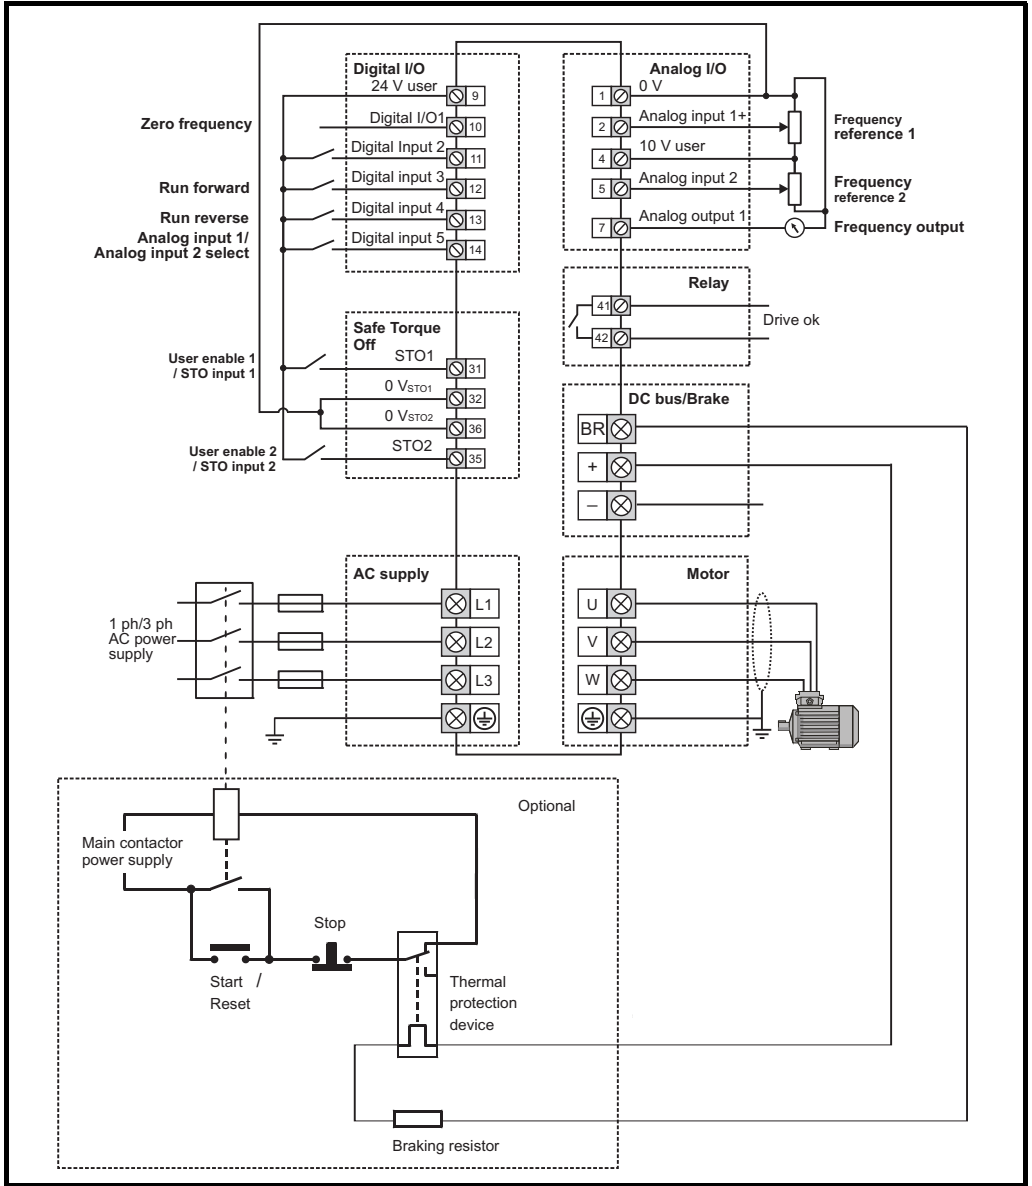 Digital I/O
24 V user
9
Zero frequency
Digital I/O1
10
Digital Input 2
11
Run forward
Digital input 3
12
Run reverse
Digital input 4
13
Analog input 1/
Analog input 2 select
Digital input 5
14
Analog I/O
1
0 V
2
Analog input 1+
Frequency
reference 1
4
10 V user
5
Analog input 2
Frequency
reference 2
7
Analog output 1
Frequency output
Relay
41
42
Drive ok
Safe Torque
Off
User enable 1
/ STO input 1
STO1
31
0 VSTO1
32
0 VSTO2
36
User enable 2
/ STO input 2
STO2
35
DC bus/Brake
BR
+
–
AC supply
1 ph/3 ph
AC power
supply
L1
L2
L3
Motor
U
V
W
Optional
Main contactor
power supply
Stop
Start /
Reset
Thermal
protection
device
Braking resistor